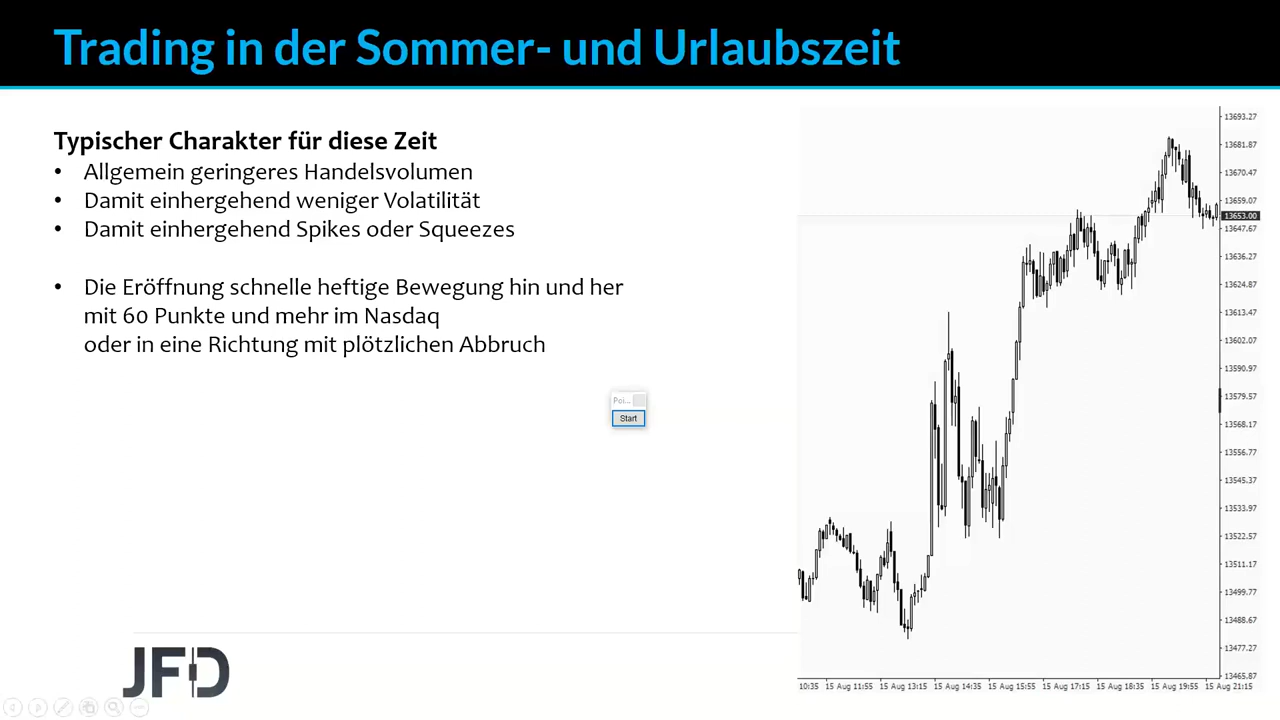 Trading in der Sommer- und Urlaubszeit
Typischer Charakter für diese Zeit
• Allgemein geringeres Handelsvolumen
• Damit einhergehend weniger Volatilität
• Damit einhergehend Spikes oder Squeezes
• Die Eröffnung schnelle heftige Bewegung hin und her
mit 60 Punkte und mehr im Nasdaq
oder in eine Richtung mit plötzlichen Abbruch
Poi...
Start
13693.27
13681.87
13670.47
13659.07
13653.00
13647.67
13636.27
13624.87
13613.47
13602.07
13590.97
13579.57
13568.17
13556.77
13545.37
13533.97
13522.57
13511.17
13499.77
13488.67
13477.27
13465.87
10:35 15 Aug 11:55 15 Aug 13:15 15 Aug 14:35 15 Aug 15:55 15 Aug 17:15 15 Aug 18:35 15 Aug 19:55 15 Aug 21:15
JFD